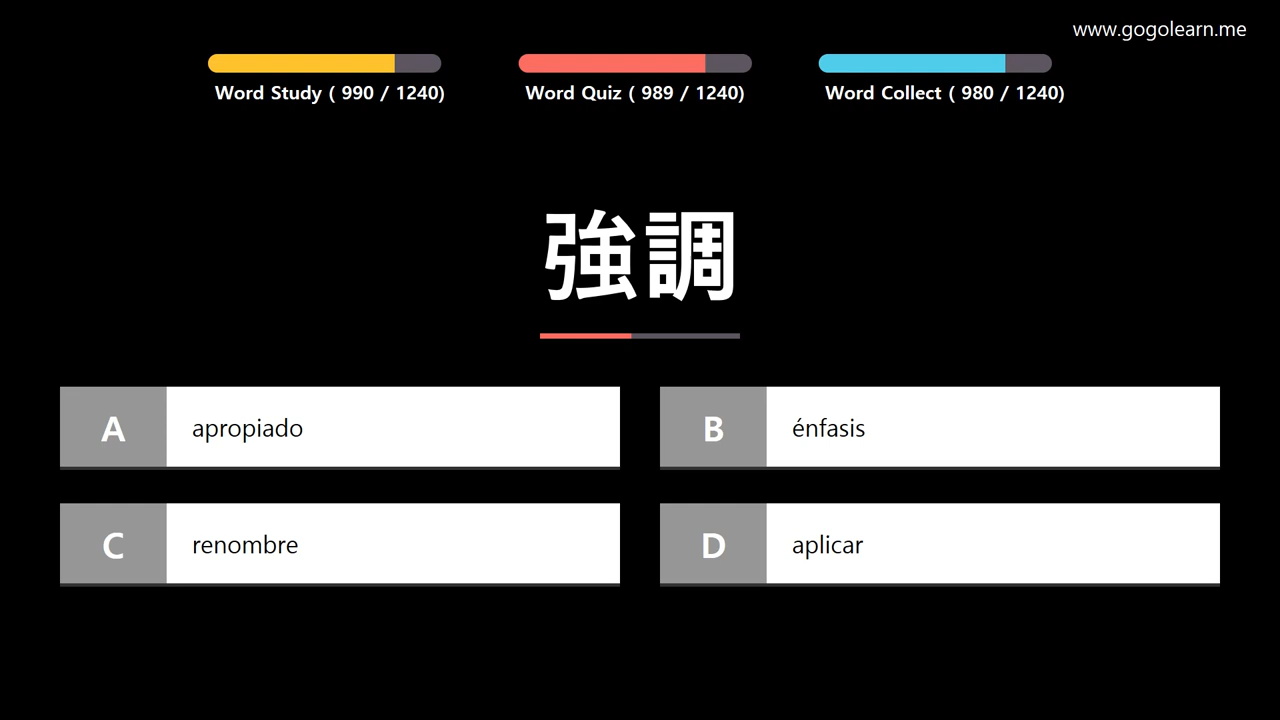 www.gogolearn.me
Word Study ( 990 / 1240)
Word Quiz ( 989 / 1240)
Word Collect ( 980 / 1240)
強調
A apropiado
B énfasis
C renombre
D aplicar